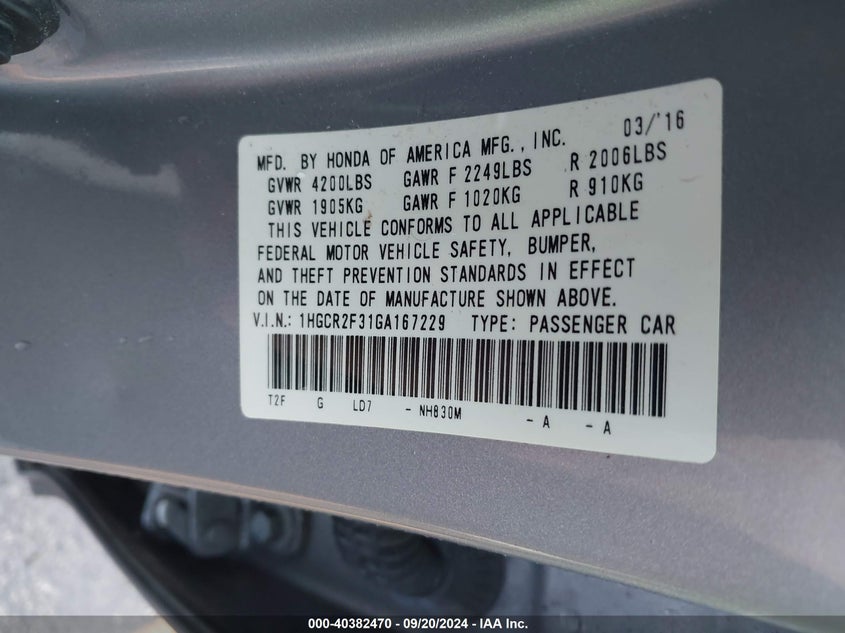 03/'16
MFD. BY HONDA OF AMERICA MFG., INC.
GVWR 4200LBS GAWR F 2249LBS R 2006LBS
GVWR 1905KG GAWR F 1020KG R 910KG
THIS VEHICLE CONFORMS TO ALL APPLICABLE
FEDERAL MOTOR VEHICLE SAFETY, BUMPER,
AND THEFT PREVENTION STANDARDS IN EFFECT
ON THE DATE OF MANUFACTURE SHOWN ABOVE.
V.I.N.: 1HGCR2F31GA167229 TYPE: PASSENGER CAR
T2F G LD7 - NH830M - A - A
000-40382470 - 09/20/2024 - IAA Inc.